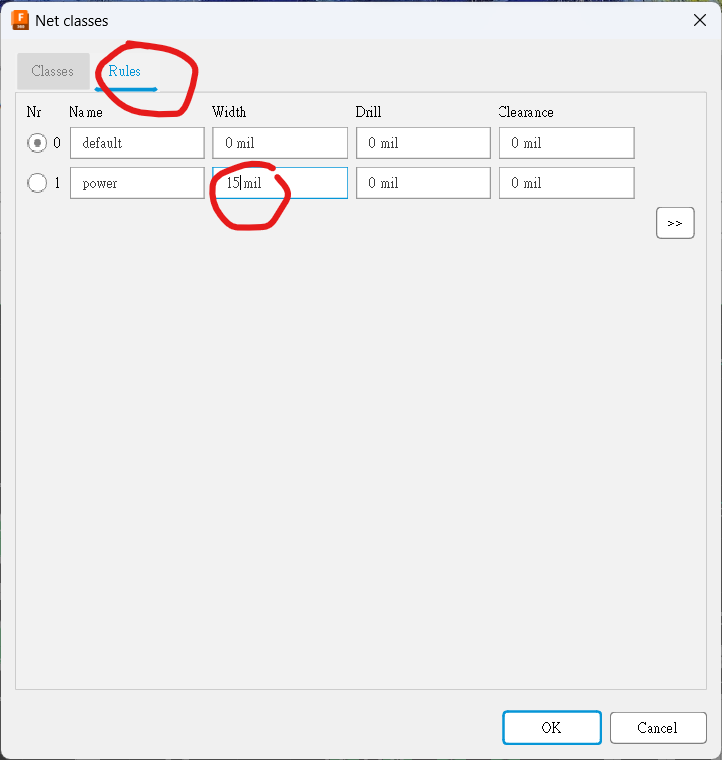 Net classes
Classes Rules
Nr Name Width Drill Clearance
0 default 0 mil 0 mil 0 mil
1 power 15 mil 0 mil 0 mil
>>
OK Cancel